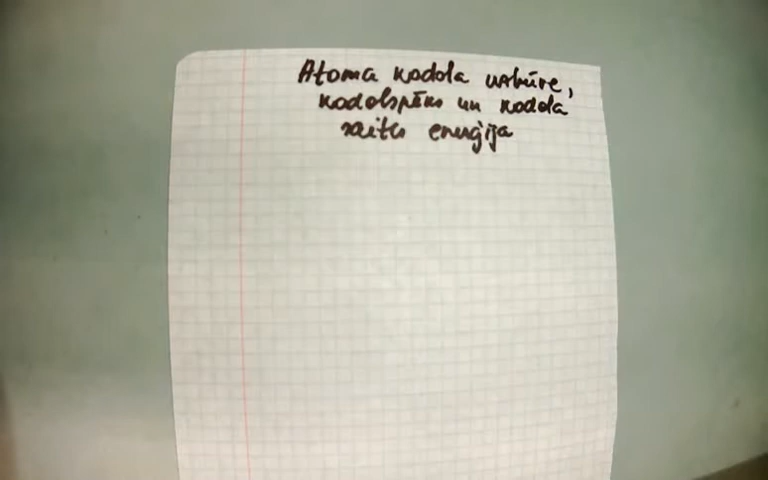 Atoma kodola uzbūve,
kodolspēks un kodola
saites enerģija